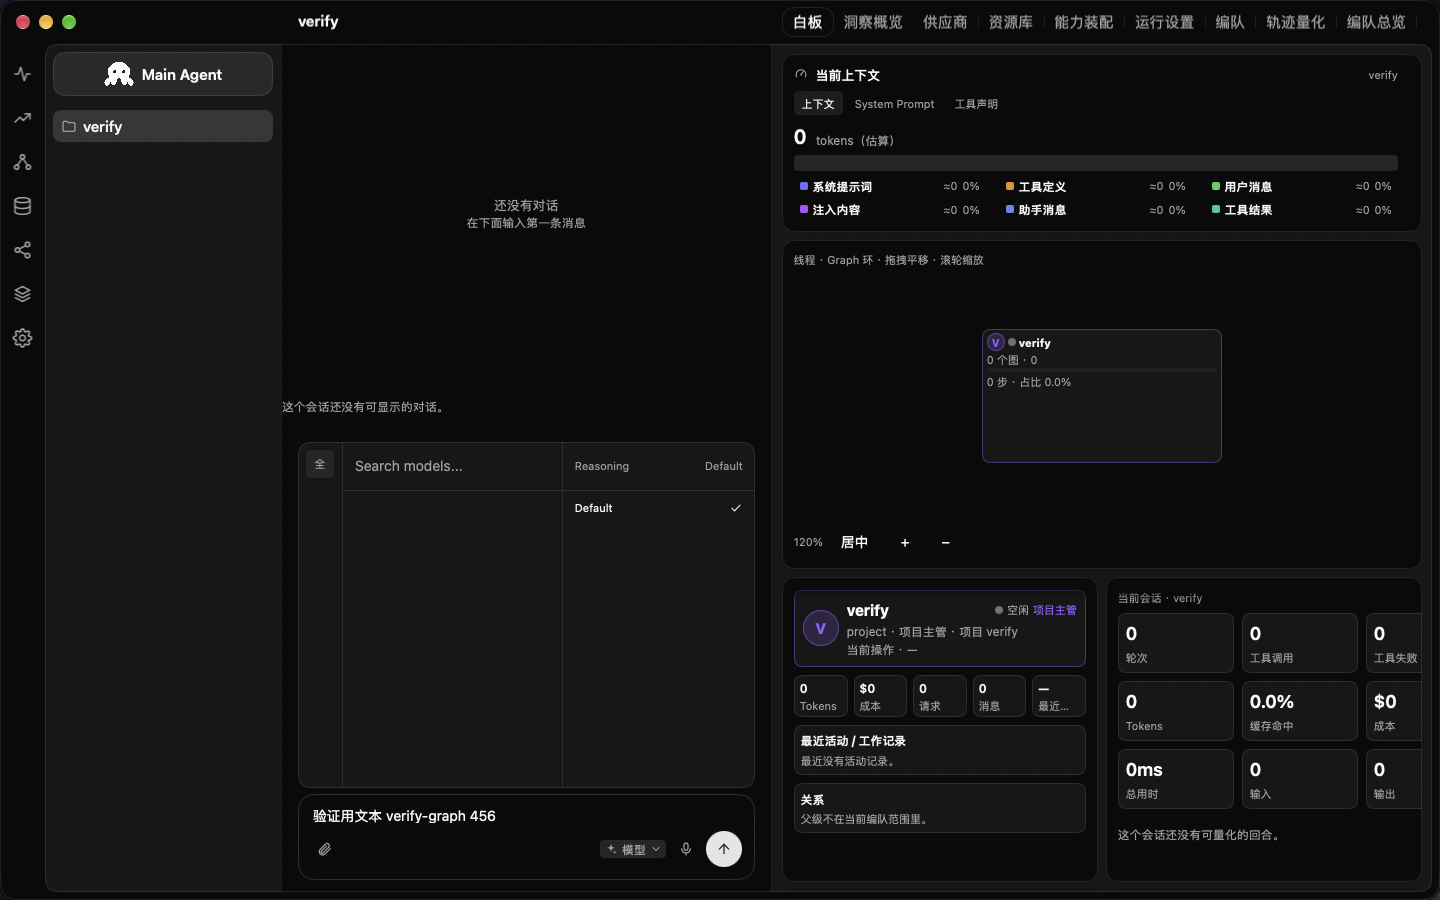 verify
白板
洞察概览
供应商
资源库
能力装配
运行设置
编队
轨迹量化
编队总览
Main Agent
verify
还没有对话
在下面输入第一条消息
这个会话还没有可显示的对话。
全
Search models...
Reasoning
Default
Default
验证用文本 verify-graph 456
模型
当前上下文
verify
上下文
System Prompt
工具声明
0 tokens（估算）
系统提示词 ≈0 0%
工具定义 ≈0 0%
用户消息 ≈0 0%
注入内容 ≈0 0%
助手消息 ≈0 0%
工具结果 ≈0 0%
线程 · Graph 环 · 拖拽平移 · 滚轮缩放
V verify
0 个图 · 0
0 步 · 占比 0.0%
120% 居中 + −
V
verify
空闲 项目主管
project · 项目主管 · 项目 verify
当前操作 · —
0
Tokens
$0
成本
0
请求
0
消息
—
最近...
最近活动 / 工作记录
最近没有活动记录。
关系
父级不在当前编队范围里。
当前会话 · verify
0
轮次
0
工具调用
0
工具失败
0
Tokens
0.0%
缓存命中
$0
成本
0ms
总用时
0
输入
0
输出
这个会话还没有可量化的回合。